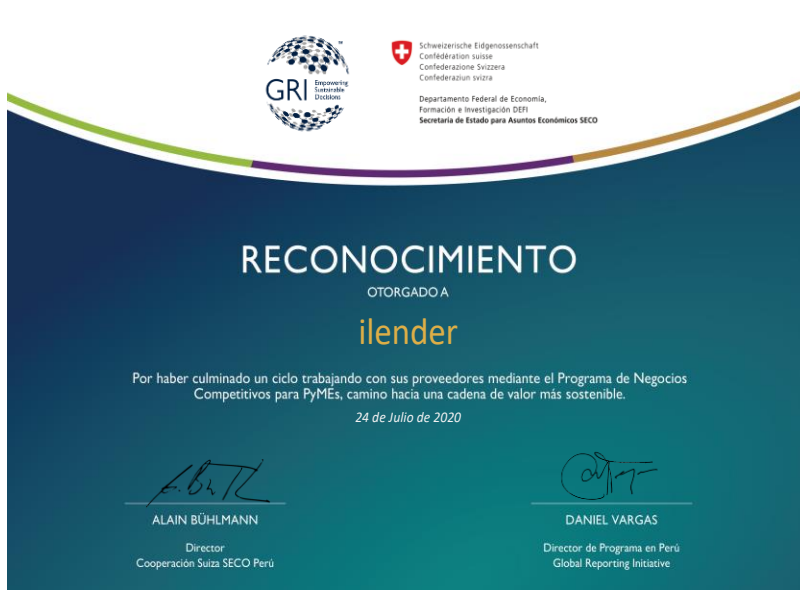 GRI
Empowering
Sustainable
Decisions
Schweizerische Eidgenossenschaft
Confédération suisse
Confederazione Svizzera
Confederaziun svizra
Departamento Federal de Economía,
Formación e Investigación DEFI
Secretaría de Estado para Asuntos Económicos SECO
RECONOCIMIENTO
OTORGADO A
ilender
Por haber culminado un ciclo trabajando con sus proveedores mediante el Programa de Negocios
Competitivos para PyMEs, camino hacia una cadena de valor más sostenible.
24 de Julio de 2020
ALAIN BÜHLMANN
Director
Cooperación Suiza SECO Perú
DANIEL VARGAS
Director de Programa en Perú
Global Reporting Initiative